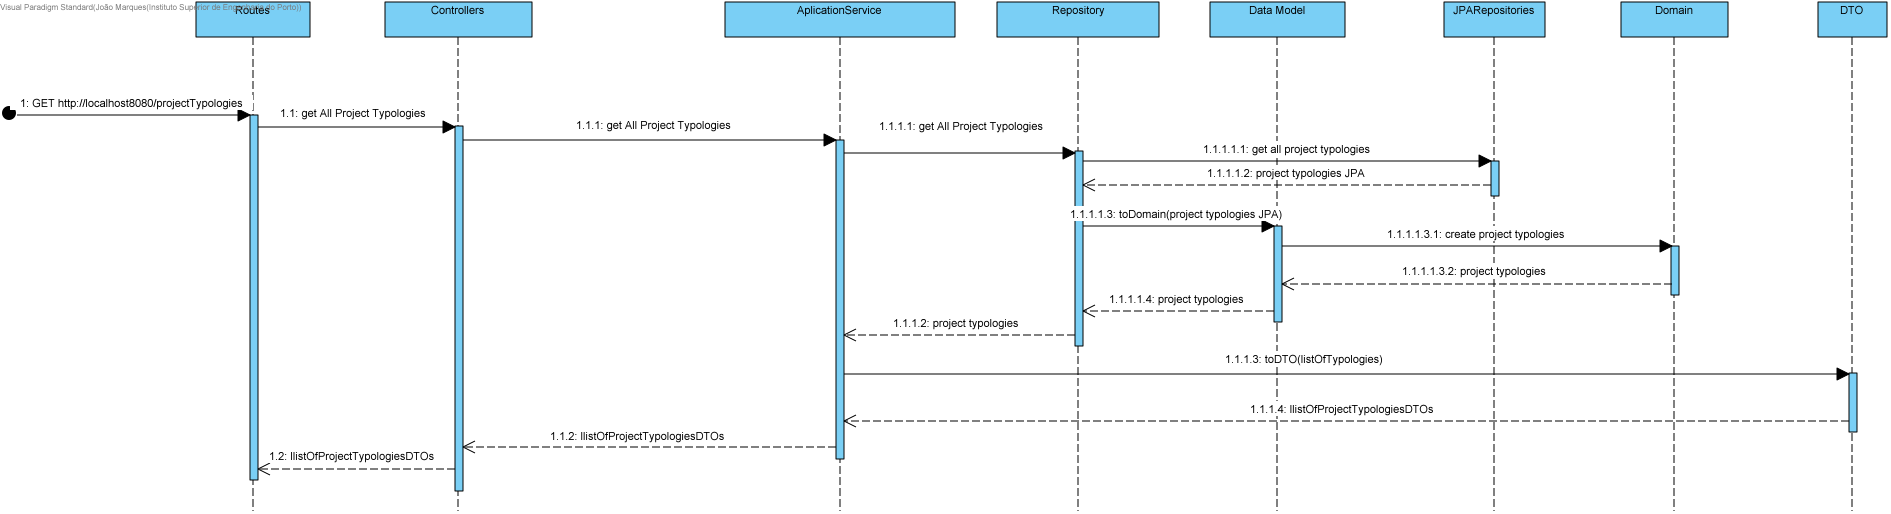 Visual Paradigm Standard(João Marques(Instituto Superior de Engenharia do Porto))
Routes
Controllers
AplicationService
Repository
Data Model
JPARepositories
Domain
DTO
1: GET http://localhost8080/projectTypologies
1.1: get All Project Typologies
1.1.1: get All Project Typologies
1.1.1.1: get All Project Typologies
1.1.1.1.1: get all project typologies
1.1.1.1.2: project typologies JPA
1.1.1.1.3: toDomain(project typologies JPA)
1.1.1.1.3.1: create project typologies
1.1.1.1.3.2: project typologies
1.1.1.1.4: project typologies
1.1.1.2: project typologies
1.1.1.3: toDTO(listOfTypologies)
1.1.1.4: llistOfProjectTypologiesDTOs
1.1.2: llistOfProjectTypologiesDTOs
1.2: llistOfProjectTypologiesDTOs